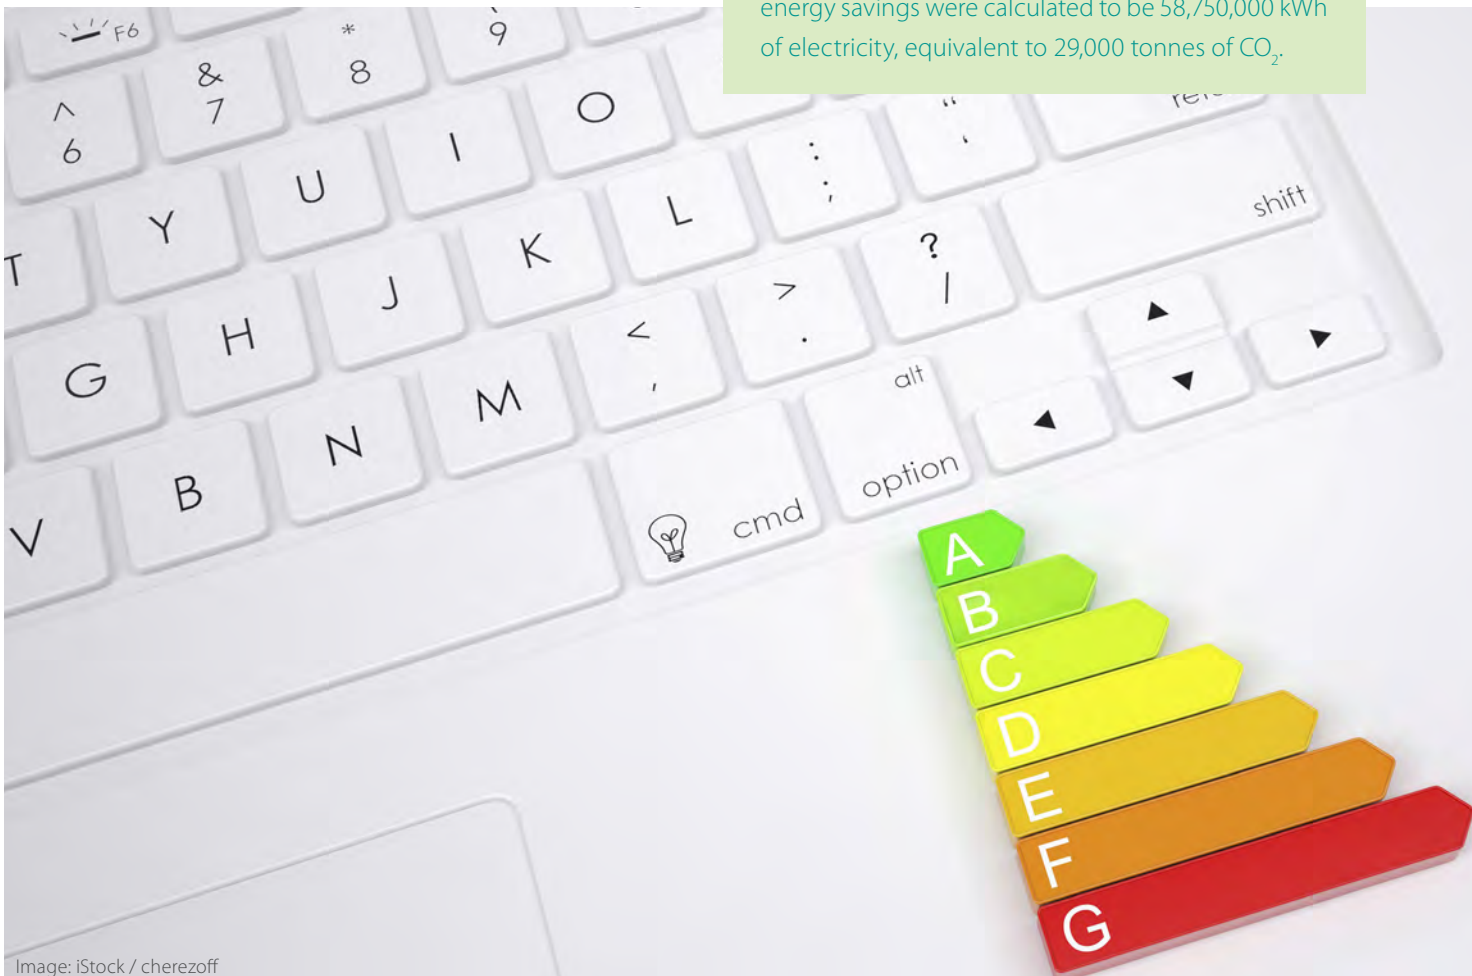 energy savings were calculated to be 58,750,000 kWh
of electricity, equivalent to 29,000 tonnes of CO₂.
F6
*
8
9
&
7
^
6
T
Y
U
I
O
:
;
“
‘
shift
G
H
J
K
L
<
,
>
.
?
/
V
B
N
M
cmd
alt
option
A
B
C
D
E
F
G
Image: iStock / cherezoff